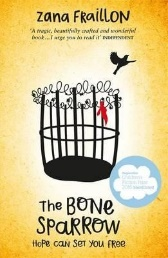 ZANA FRAILLON
'A tragic, beautifully crafted and wonderful
book... I urge you to read it' INDEPENDENT
THE BONE
SPARROW
HOPE CAN SET YOU FREE